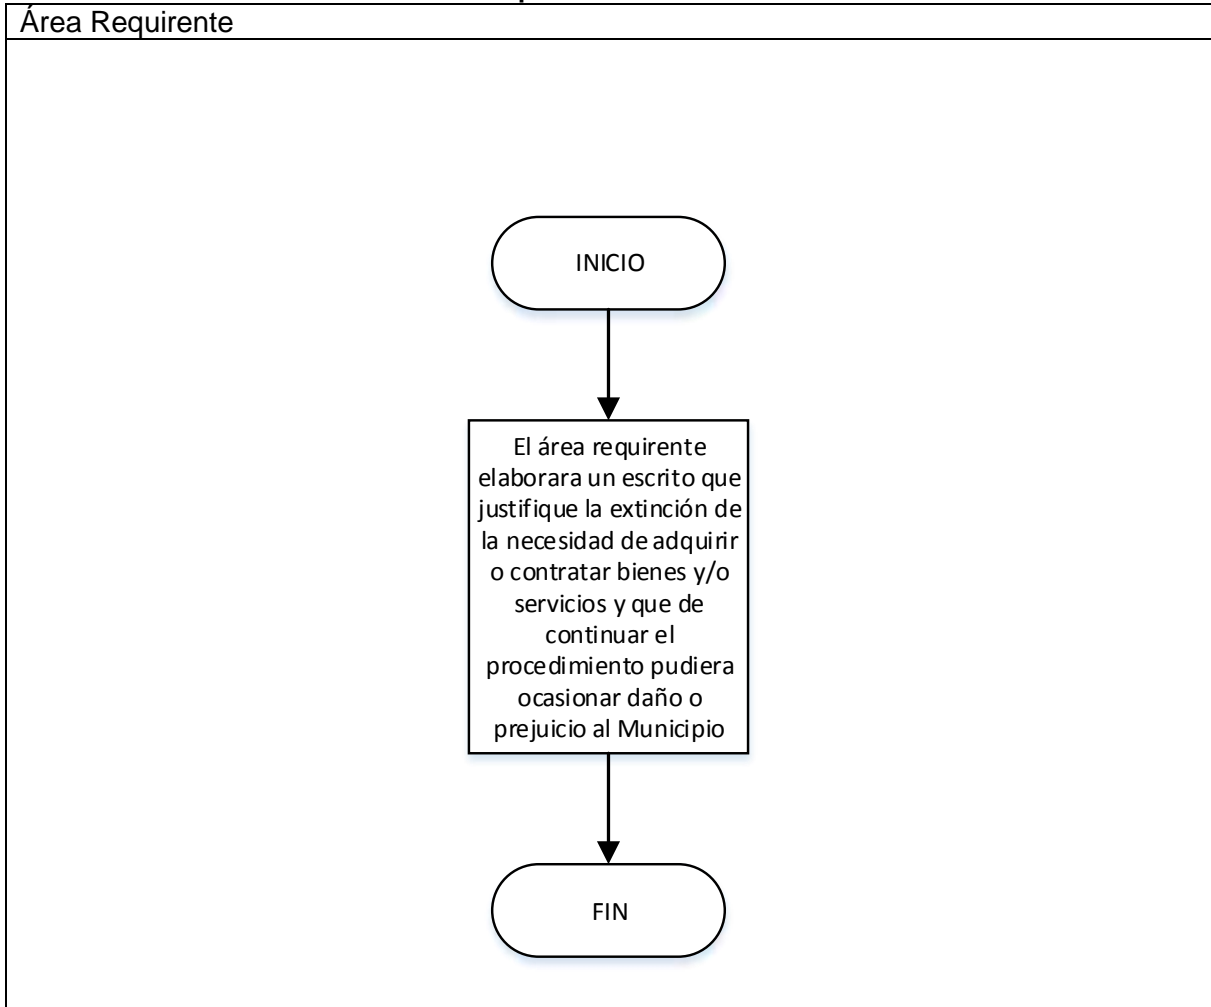 Área Requirente
INICIO
El área requirente
elaborara un escrito que
justifique la extinción de
la necesidad de adquirir
o contratar bienes y/o
servicios y que de
continuar el
procedimiento pudiera
ocasionar daño o
prejuicio al Municipio
FIN